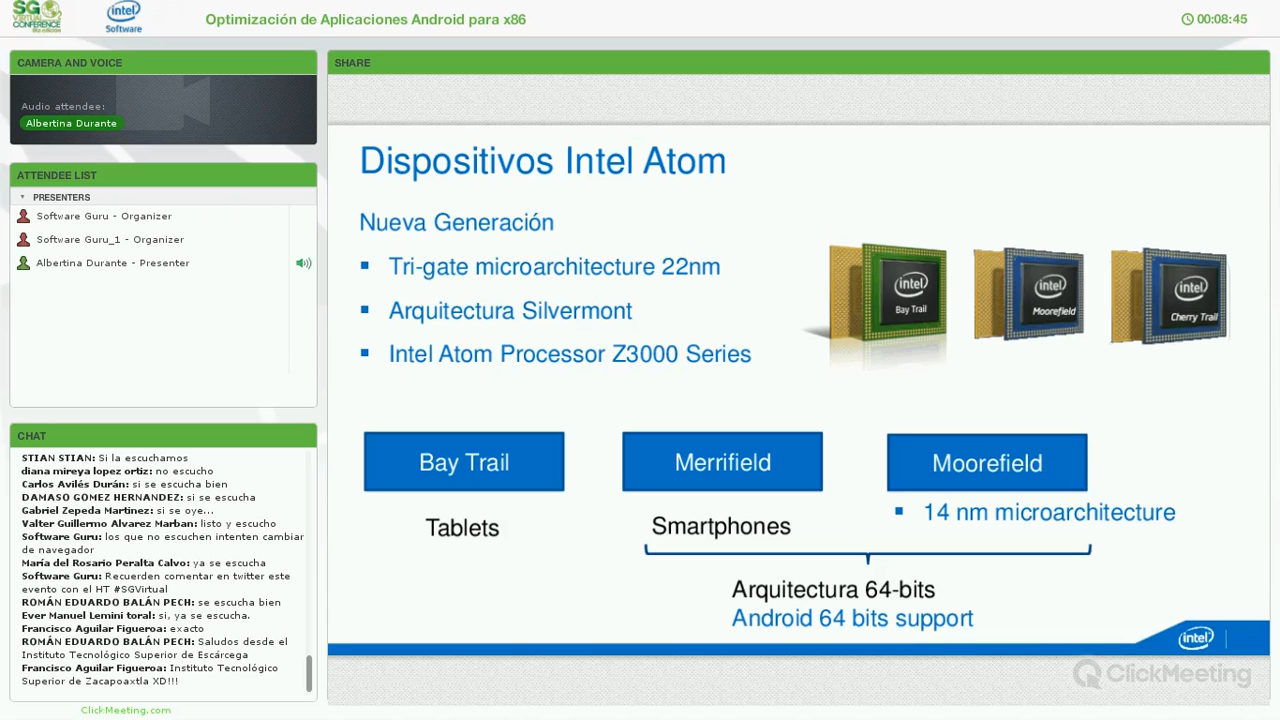 SG
VIRTUAL
CONFERENCE
intel
Software
Optimización de Aplicaciones Android para x86
00:08:45
CAMERA AND VOICE
Audio attendee:
Albertina Durante
ATTENDEE LIST
PRESENTERS
Software Guru - Organizer
Software Guru_1 - Organizer
Albertina Durante - Presenter
CHAT
STIAN STIAN: Si la escuchamos
diana mireya lopez ortiz: no escucho
Carlos Avilés Durán: si se escucha bien
DAMASO GOMEZ HERNANDEZ: si se escucha
Gabriel Zepeda Martinez: si se oye...
Valter Guillermo Alvarez Marban: listo y escucho
Software Guru: los que no escuchen intenten cambiar
de navegador
María del Rosario Peralta Calvo: ya se escucha
Software Guru: Recuerden comentar en twitter este
evento con el HT #SGVirtual
ROMÁN EDUARDO BALÁN PECH: se escucha bien
Ever Manuel Lemini toral: si, ya se escucha.
Francisco Aguilar Figueroa: exacto
ROMÁN EDUARDO BALÁN PECH: Saludos desde el
Instituto Tecnológico Superior de Escárcega
Francisco Aguilar Figueroa: Instituto Tecnológico
Superior de Zacapoaxtla XD!!!
ClickMeeting.com
SHARE
Dispositivos Intel Atom
Nueva Generación
Tri-gate microarchitecture 22nm
Arquitectura Silvermont
Intel Atom Processor Z3000 Series
intel
Bay Trail
intel
Moorefield
intel
Cherry Trail
Bay Trail
Merrifield
Moorefield
Tablets
Smartphones
14 nm microarchitecture
Arquitectura 64-bits
Android 64 bits support
intel
ClickMeeting